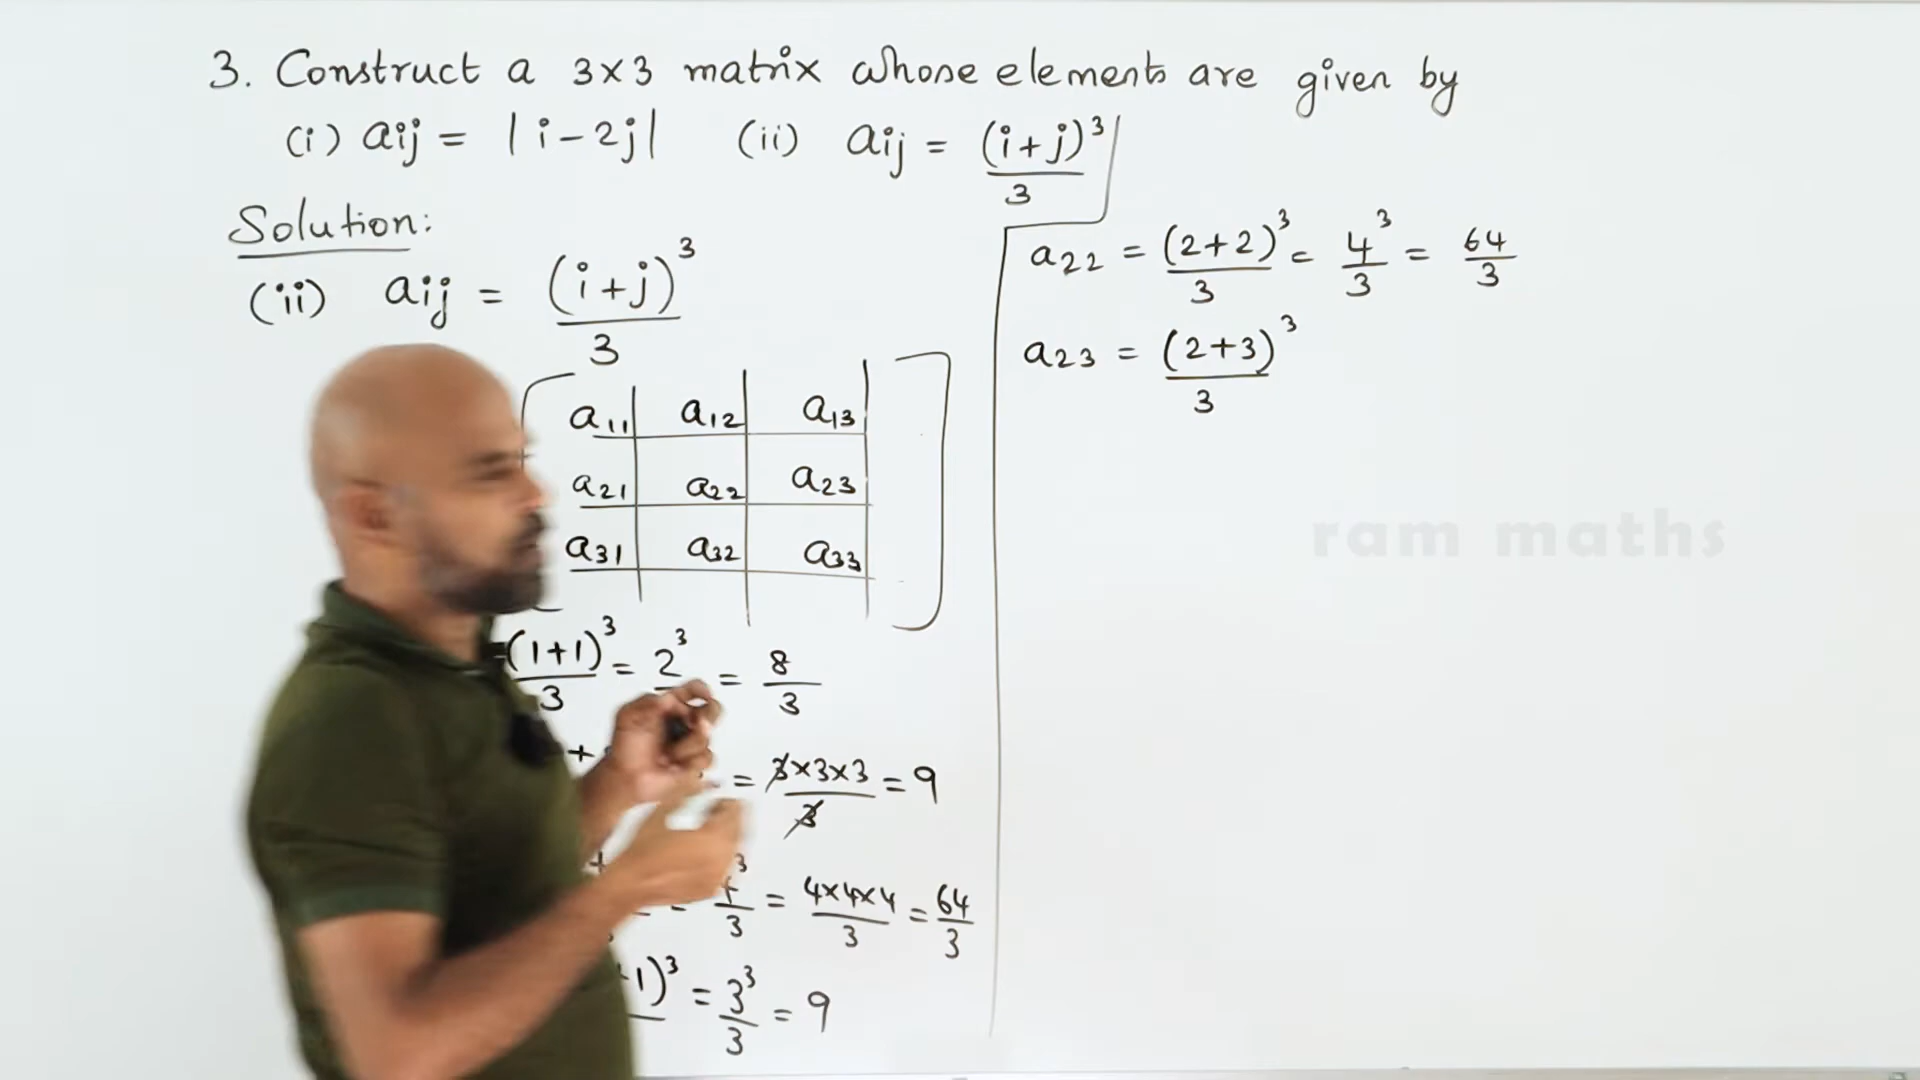 3. Construct a 3×3 matrix whose elements are given by
(i) aij = |i-2j| (ii) aij = (i+j)³/3
Solution:
(ii) aij = (i+j)³/3
a11 a12 a13
a21 a22 a23
a31 a32 a33
(1+1)³/3 = 2³ = 8/3
+ = 3×3×3/3 = 9
³/3 = 4×4×4/3 = 64/3
+1)³ = 3³/3 = 9
a22 = (2+2)³/3 = 4³/3 = 64/3
a23 = (2+3)³/3
ram maths